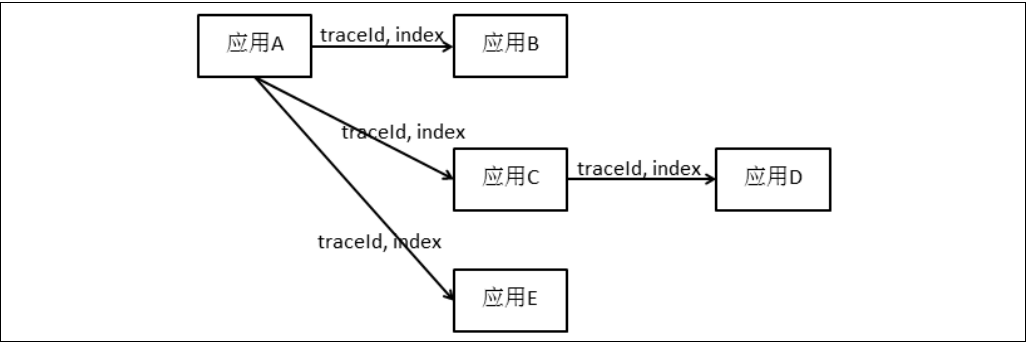 应用A
traceId, index
应用B
traceId, index
应用C
traceId, index
应用D
traceId, index
应用E